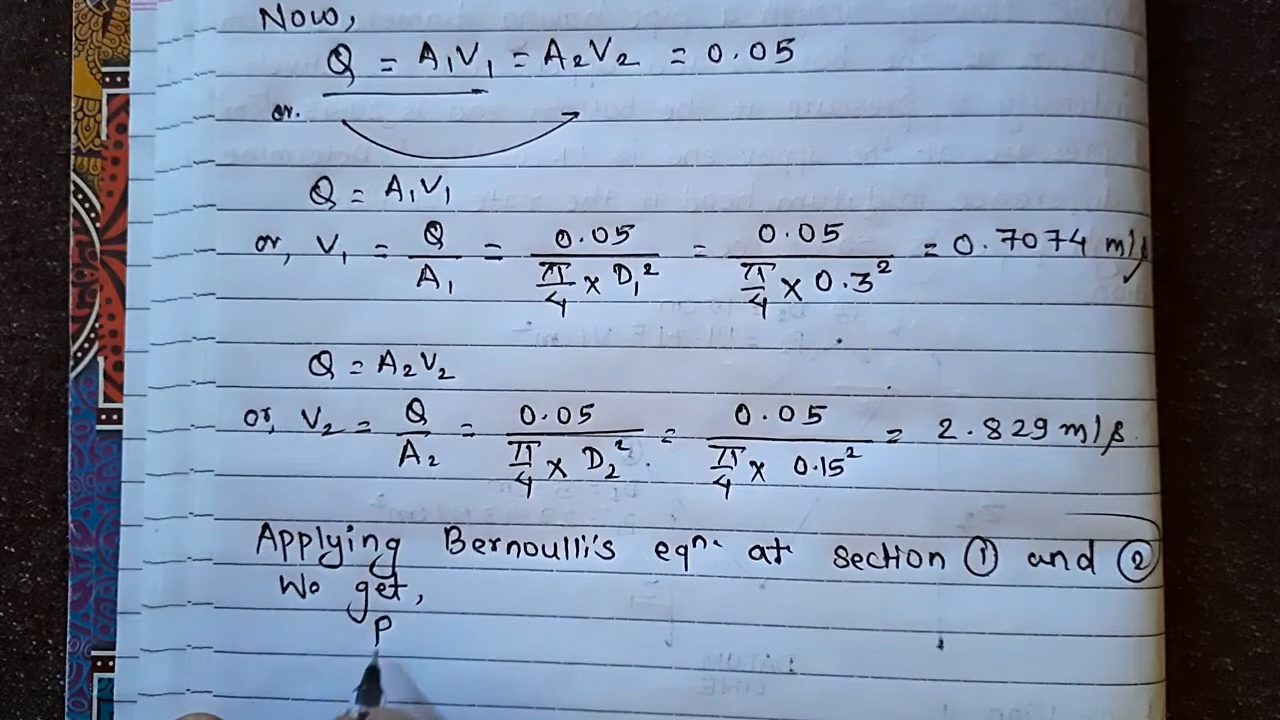 Now,
Q = A₁V₁ = A₂V₂ = 0.05
or.
Q = A₁V₁
or, V₁ = Q/A₁ = 0.05/(π/4 × D₁²) = 0.05/(π/4 × 0.3²) = 0.7074 m/s
Q = A₂V₂
or, V₂ = Q/A₂ = 0.05/(π/4 × D₂²) = 0.05/(π/4 × 0.15²) = 2.829 m/s.
Applying Bernoulli's eqⁿ. at section ① and ②
We get,
P